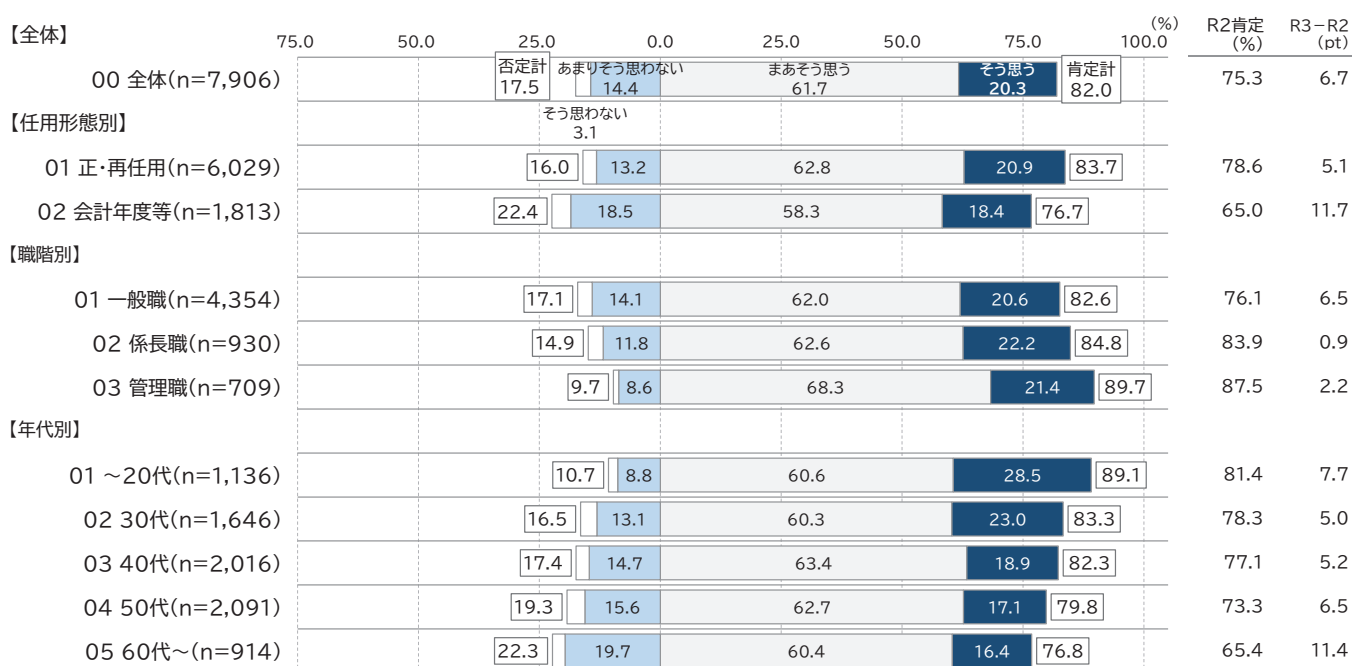 【全体】
(%)
R2肯定 R3－R2
75.0 50.0 25.0 0.0 25.0 50.0 75.0 100.0 (%) (pt)
否定計 あまりそう思わない まあそう思う そう思う 肯定計
00 全体(n=7,906) 17.5 14.4 61.7 20.3 82.0 75.3 6.7
【任用形態別】 そう思わない
3.1
01 正・再任用(n=6,029) 16.0 13.2 62.8 20.9 83.7 78.6 5.1
02 会計年度等(n=1,813) 22.4 18.5 58.3 18.4 76.7 65.0 11.7
【職階別】
01 一般職(n=4,354) 17.1 14.1 62.0 20.6 82.6 76.1 6.5
02 係長職(n=930) 14.9 11.8 62.6 22.2 84.8 83.9 0.9
03 管理職(n=709) 9.7 8.6 68.3 21.4 89.7 87.5 2.2
【年代別】
01 ～20代(n=1,136) 10.7 8.8 60.6 28.5 89.1 81.4 7.7
02 30代(n=1,646) 16.5 13.1 60.3 23.0 83.3 78.3 5.0
03 40代(n=2,016) 17.4 14.7 63.4 18.9 82.3 77.1 5.2
04 50代(n=2,091) 19.3 15.6 62.7 17.1 79.8 73.3 6.5
05 60代～(n=914) 22.3 19.7 60.4 16.4 76.8 65.4 11.4